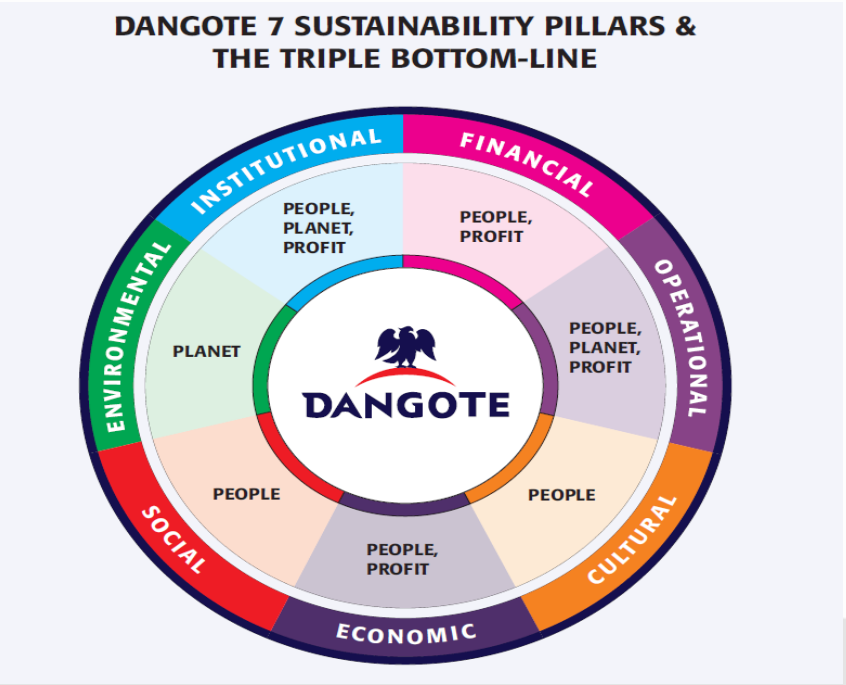 DANGOTE 7 SUSTAINABILITY PILLARS &
THE TRIPLE BOTTOM-LINE
INSTITUTIONAL
FINANCIAL
PEOPLE,
PLANET,
PROFIT
PEOPLE,
PROFIT
ENVIRONMENTAL
OPERATIONAL
PLANET
PEOPLE,
PLANET,
PROFIT
DANGOTE
PEOPLE
PEOPLE
SOCIAL
CULTURAL
PEOPLE,
PROFIT
ECONOMIC